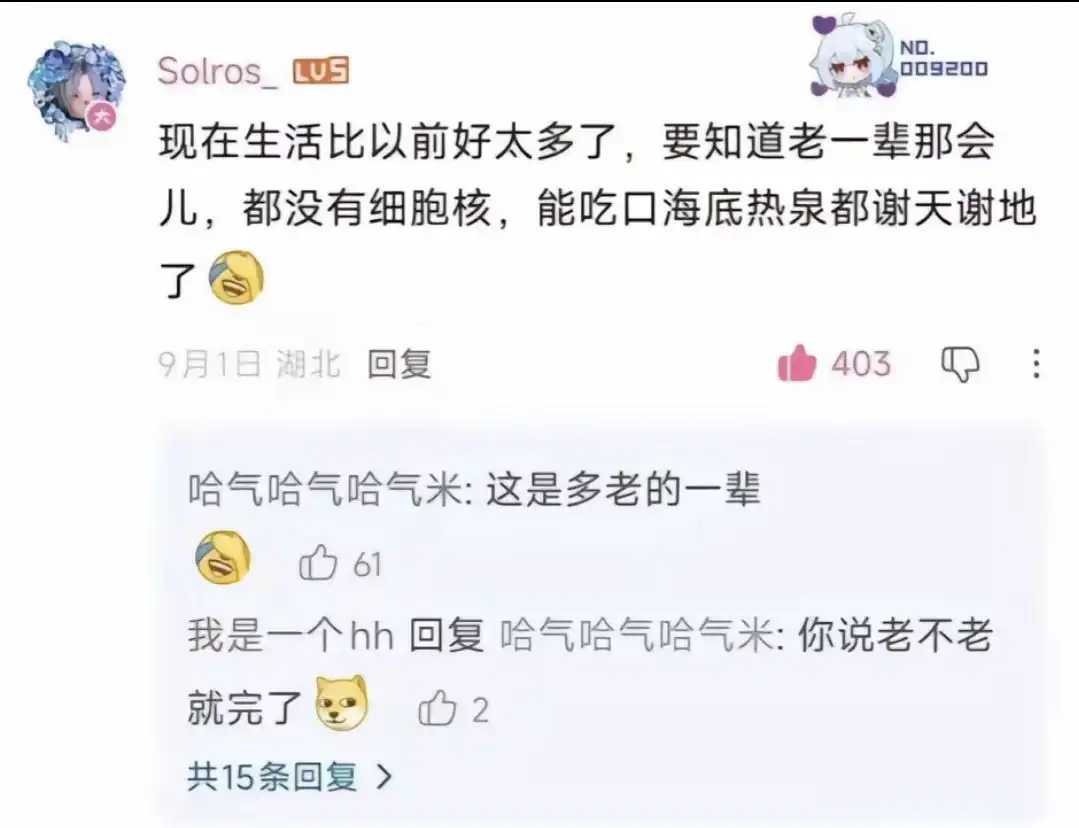 Solros_ LV5
NO.
009200
现在生活比以前好太多了，要知道老一辈那会
儿，都没有细胞核，能吃口海底热泉都谢天谢地
了
9月1日 湖北 回复 403
哈气哈气哈气米: 这是多老的一辈
61
我是一个hh 回复 哈气哈气哈气米: 你说老不老
就完了 2
共15条回复 >